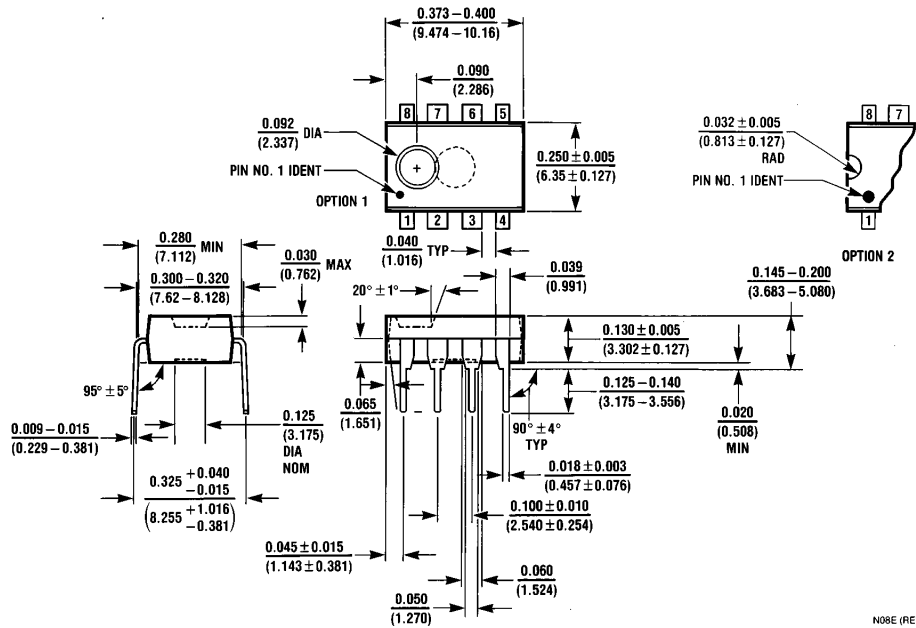 0.373 – 0.400
(9.474 – 10.16)
0.090
(2.286)
8 7 6 5
0.092 DIA
(2.337)
+
PIN NO. 1 IDENT
OPTION 1
0.250 ± 0.005
(6.35 ± 0.127)
1 2 3 4
8 7
0.032 ± 0.005
(0.813 ± 0.127)
RAD
PIN NO. 1 IDENT
1
OPTION 2
0.280 MIN
(7.112)
0.030 MAX
(0.762)
0.300 – 0.320
(7.62 – 8.128)
0.040 TYP
(1.016)
0.039
(0.991)
0.145 – 0.200
(3.683 – 5.080)
20° ± 1°
0.130 ± 0.005
(3.302 ± 0.127)
95° ± 5°
0.065
(1.651)
0.125 – 0.140
(3.175 – 3.556)
0.020
(0.508)
MIN
90° ± 4°
TYP
0.009 – 0.015
(0.229 – 0.381)
0.125
(3.175)
DIA
NOM
0.018 ± 0.003
(0.457 ± 0.076)
0.325 +0.040
–0.015
(8.255 +1.016
–0.381)
0.100 ± 0.010
(2.540 ± 0.254)
0.045 ± 0.015
(1.143 ± 0.381)
0.060
(1.524)
0.050
(1.270)
N08E (RE